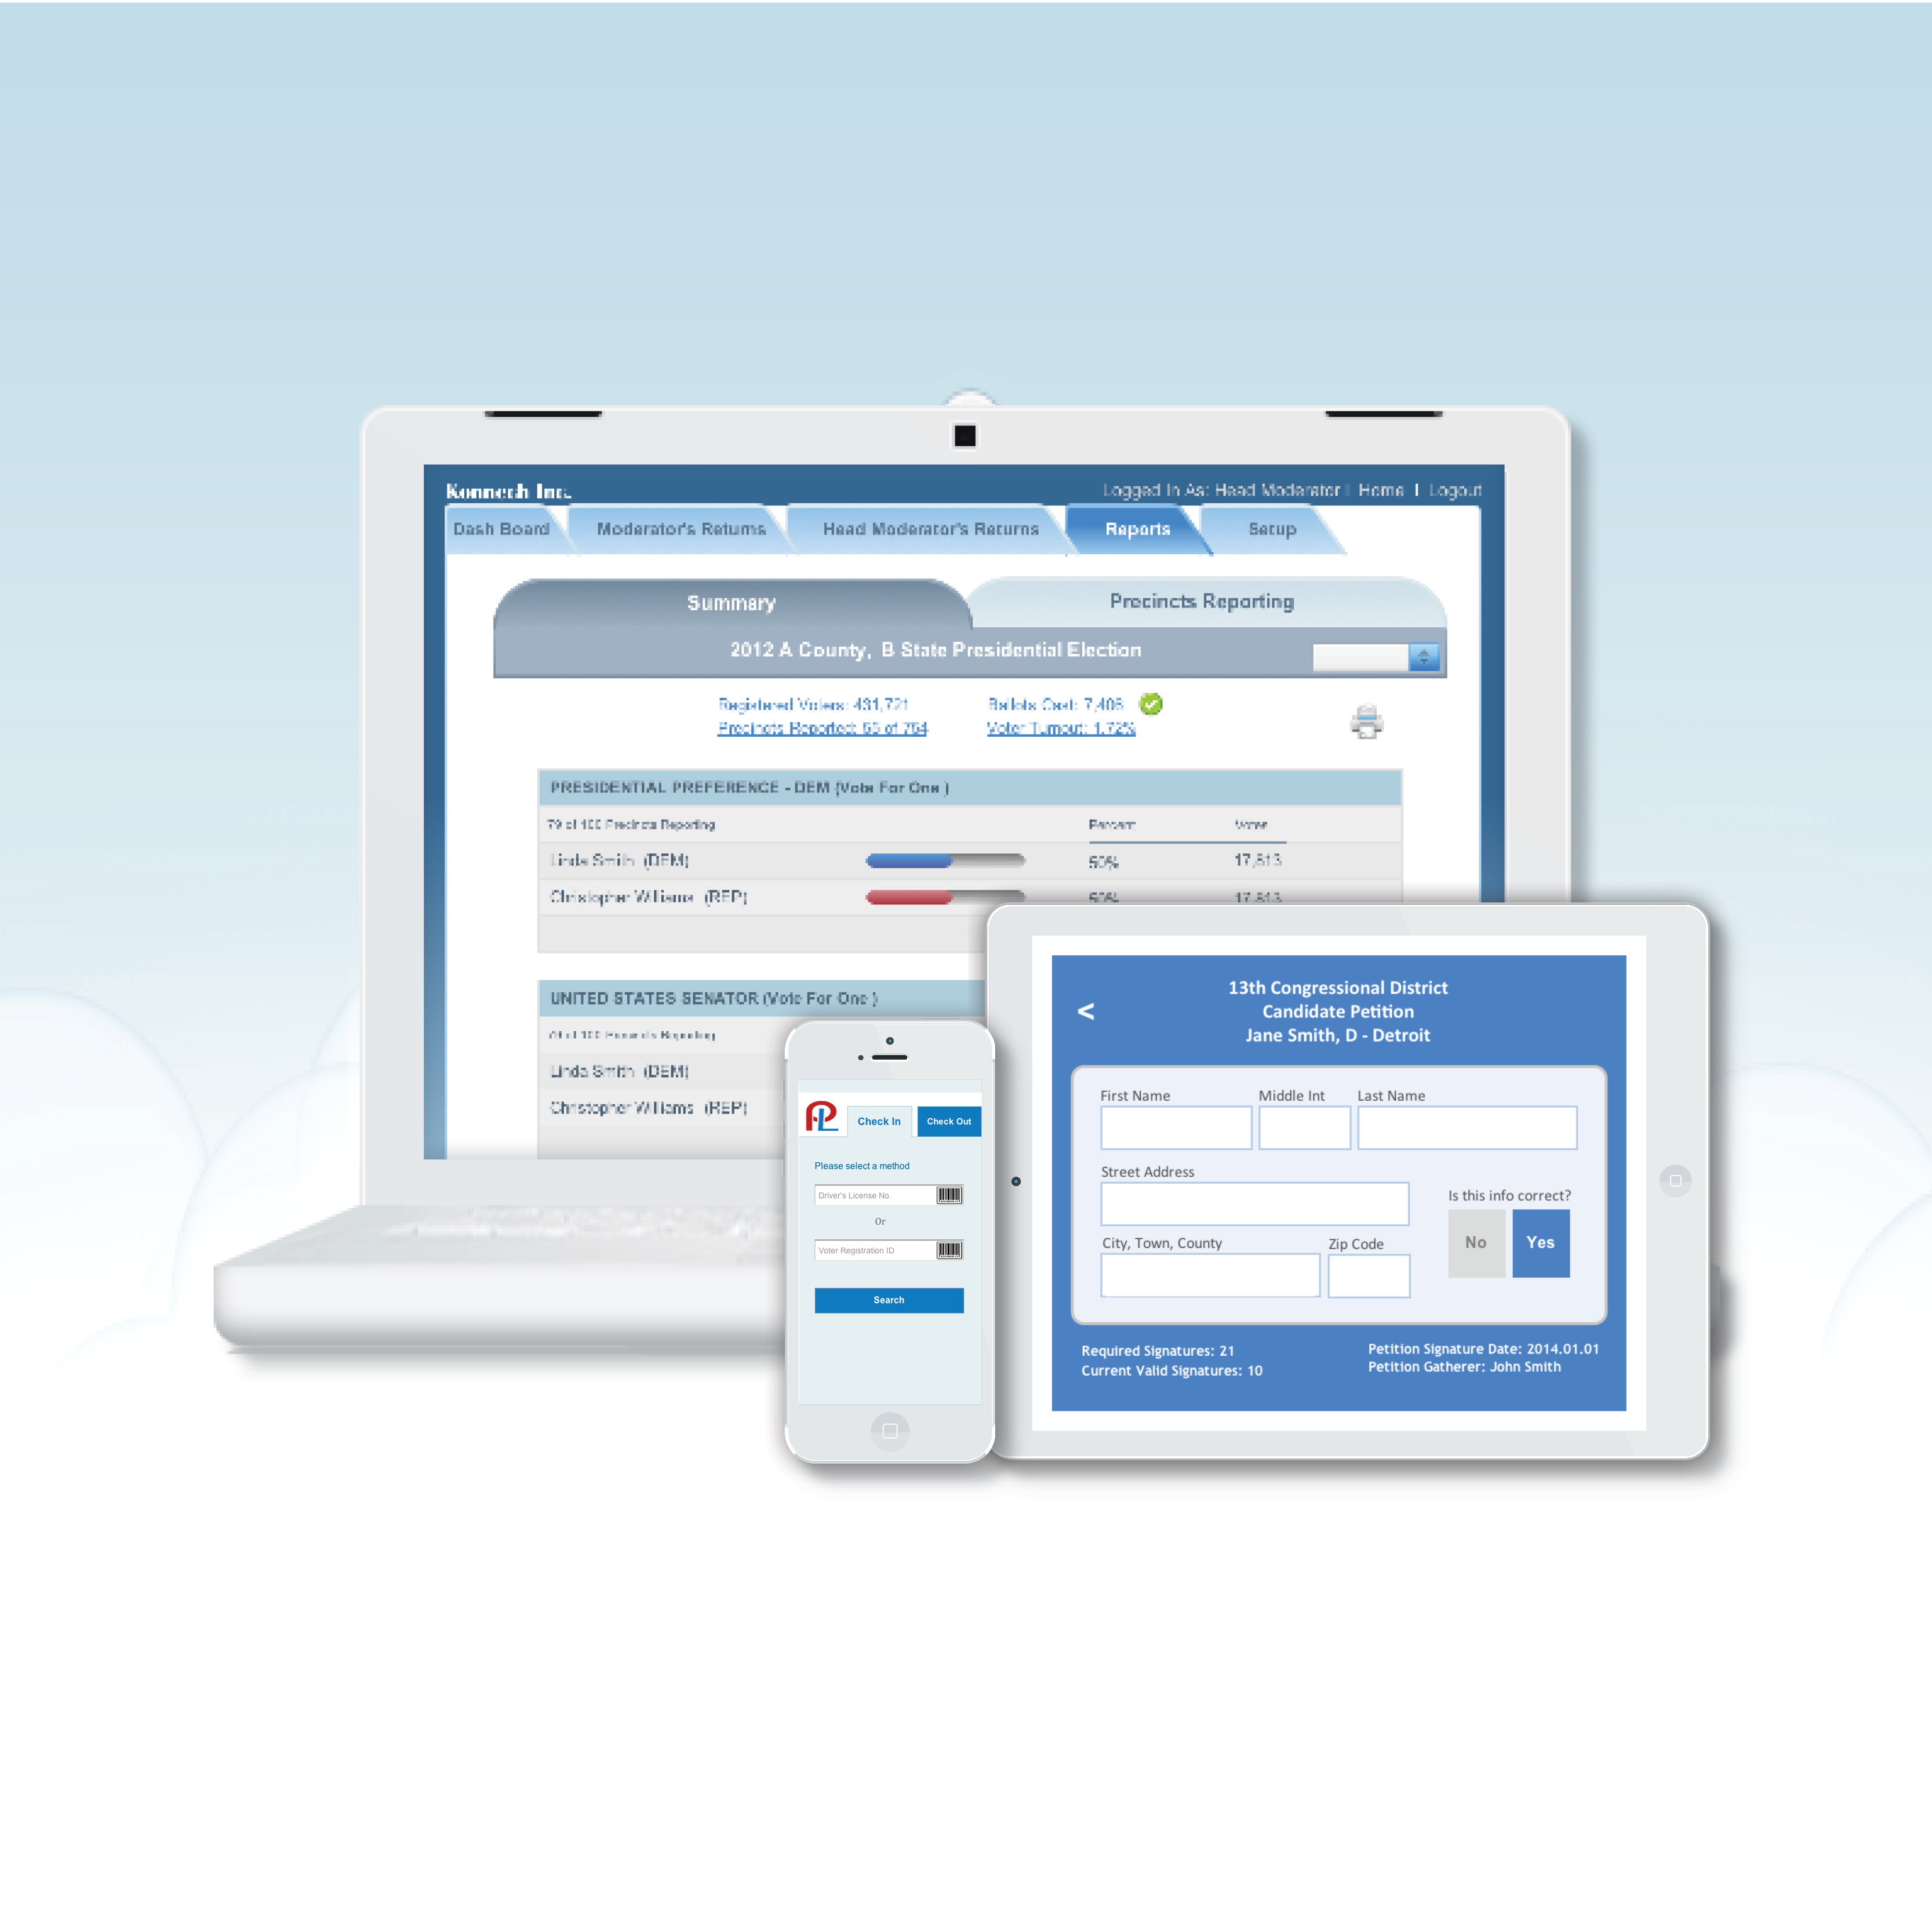 Konnech Inc.
Logged In As: Head Moderator | Home | Logout
Dash Board Moderator's Returns Head Moderator's Returns Reports Setup
Summary Precincts Reporting
2012 A County, B State Presidential Election
Registered Voters: 431,721 Ballots Cast: 7,406
Precincts Reported: of Voter Turnout: 1.72%
PRESIDENTIAL PREFERENCE - DEM (Vote For One )
79 of 100 Precincts Reporting Percent Votes
Linda Smith (DEM) 50% 17,813
Christopher Williams (REP) 50% 17,813
UNITED STATES SENATOR (Vote For One )
Precincts Reporting
Linda Smith (DEM)
Christopher Williams (REP)
PL
Check In Check Out
Please select a method
Driver's License No.
Or
Voter Registration ID
Search
<
13th Congressional District
Candidate Petition
Jane Smith, D - Detroit
First Name Middle Int Last Name
Street Address
Is this info correct?
City, Town, County Zip Code
No Yes
Required Signatures: 21
Current Valid Signatures: 10
Petition Signature Date: 2014.01.01
Petition Gatherer: John Smith